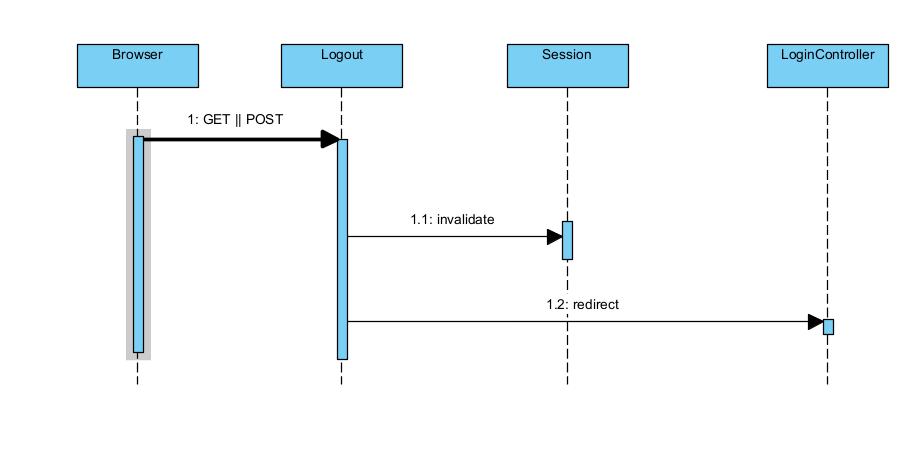 Browser
Logout
Session
LoginController
1: GET || POST
1.1: invalidate
1.2: redirect